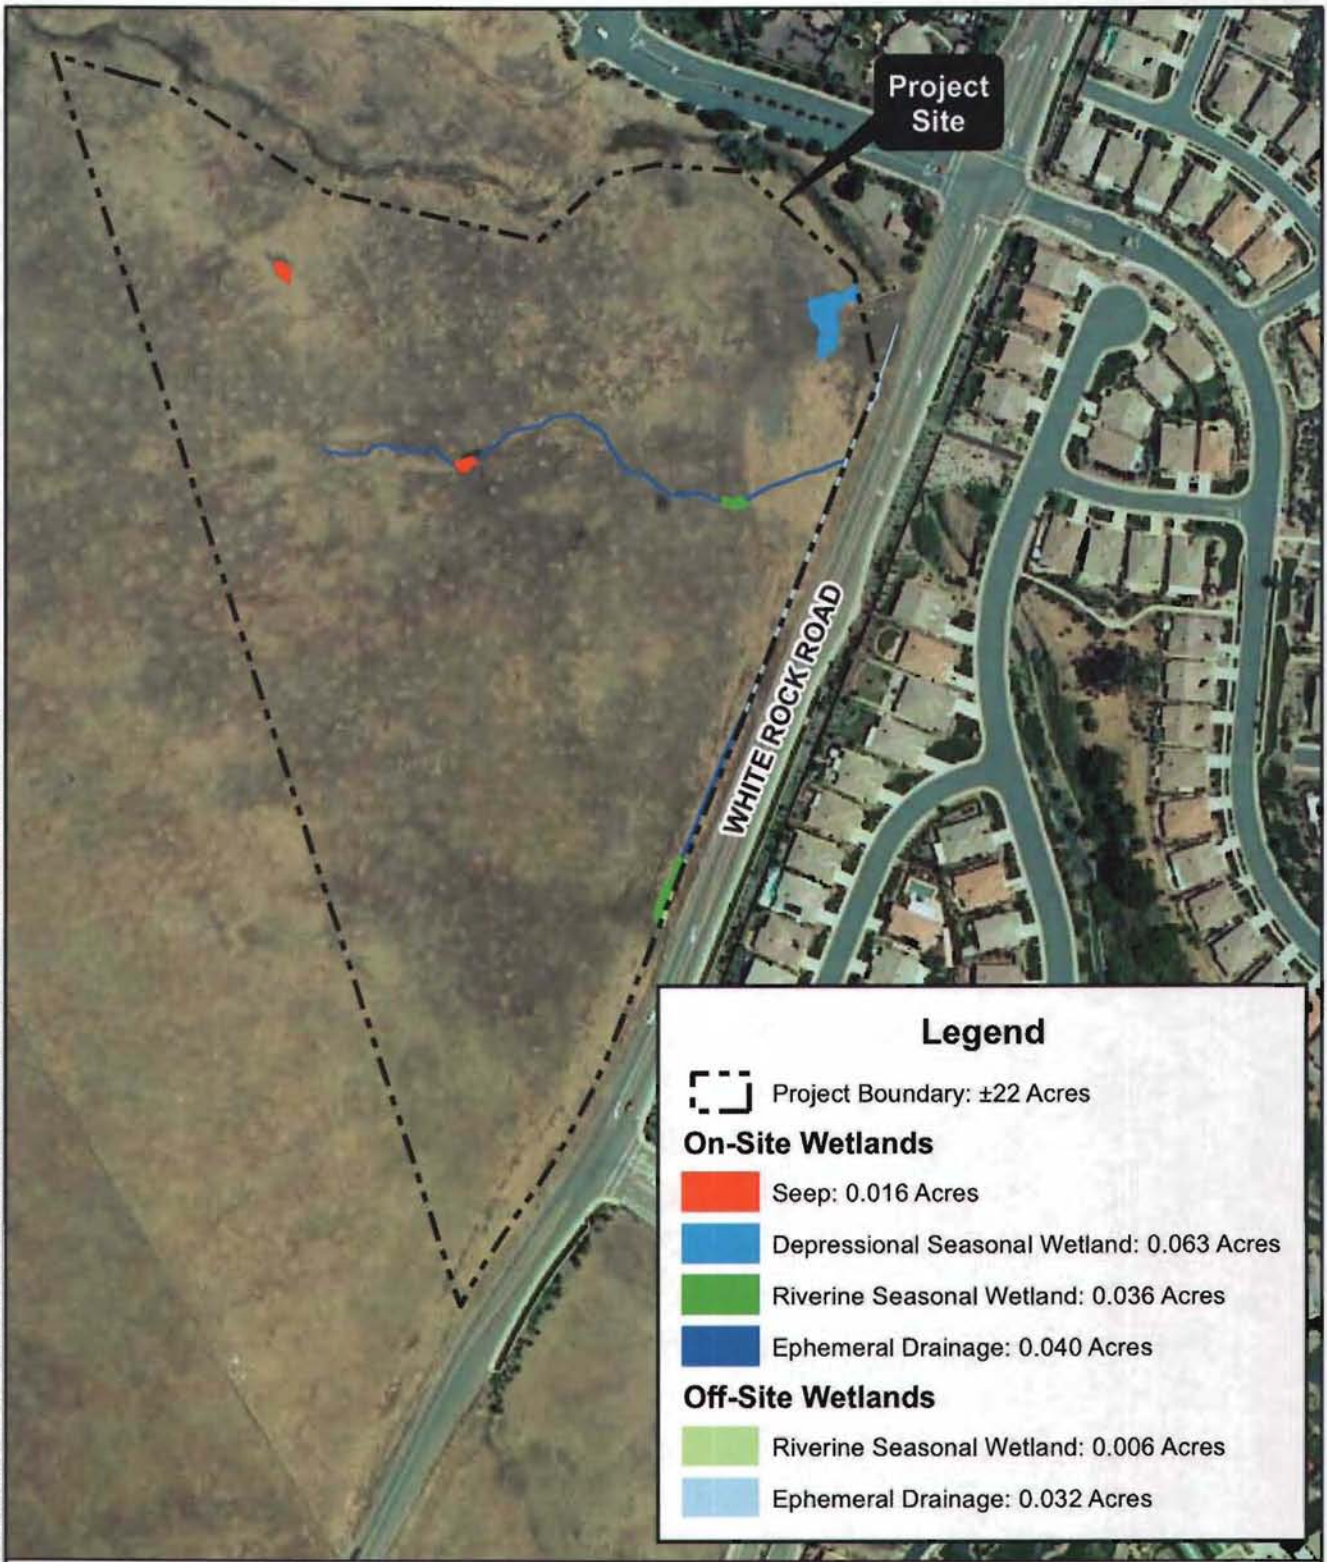 Project
Site
WHITE ROCK ROAD
Legend
Project Boundary: ±22 Acres
On-Site Wetlands
Seep: 0.016 Acres
Depressional Seasonal Wetland: 0.063 Acres
Riverine Seasonal Wetland: 0.036 Acres
Ephemeral Drainage: 0.040 Acres
Off-Site Wetlands
Riverine Seasonal Wetland: 0.006 Acres
Ephemeral Drainage: 0.032 Acres